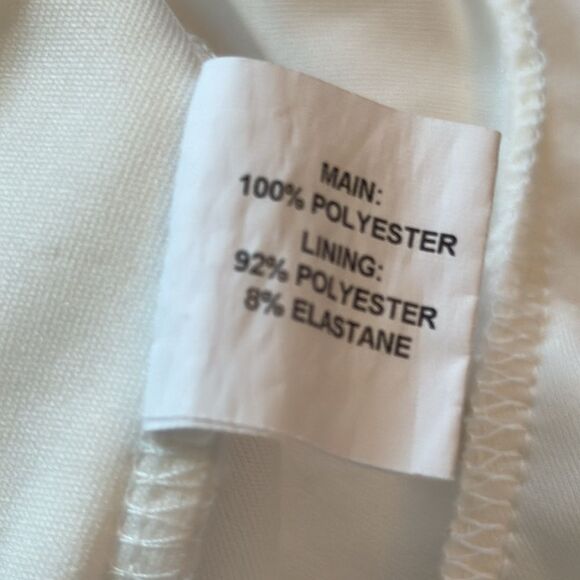 MAIN:
100% POLYESTER
LINING:
92% POLYESTER
8% ELASTANE